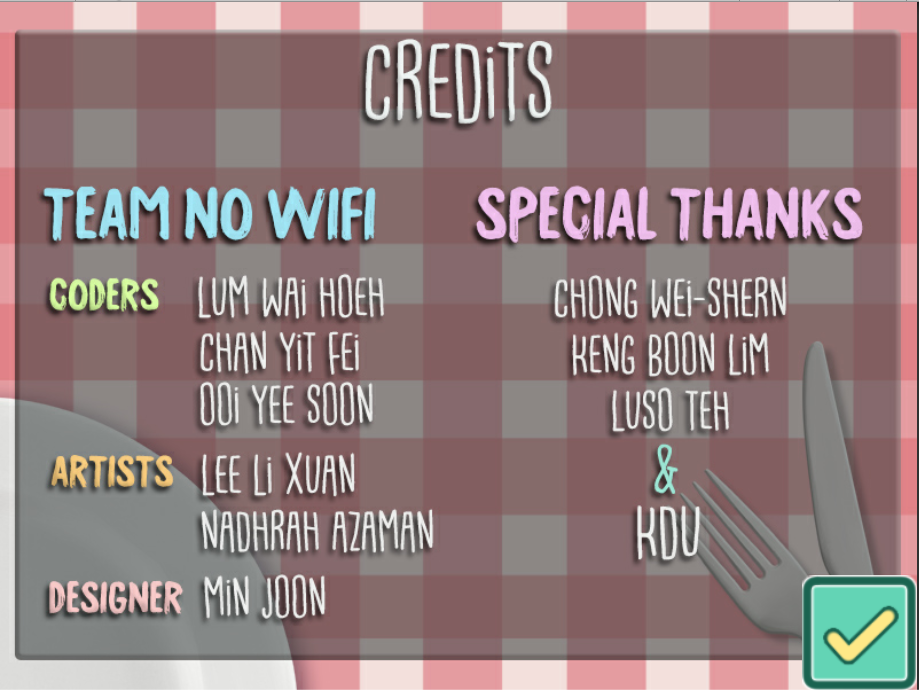 CREDiTS
TEAM NO WIFI
CODERS LUM WAi HOEH
CHAN YiT FEi
OOi YEE SOON
ARTISTS LEE Li XUAN
NADHRAH AZAMAN
DESIGNER MiN JOON
SPECIAL THANKS
CHONG WEi-SHERN
KENG BOON LiM
LUSO TEH
&
KDU